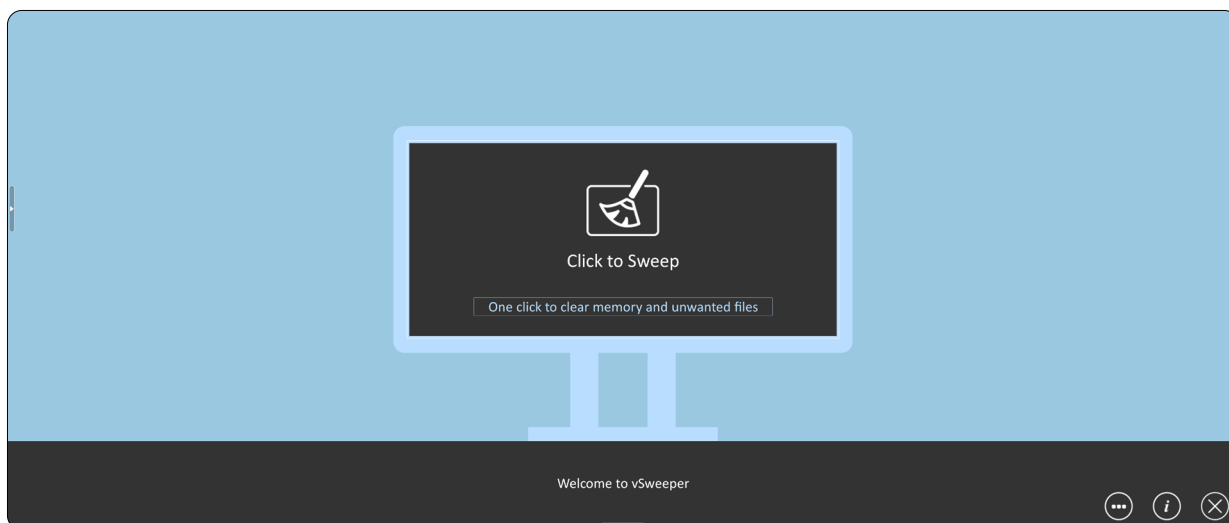 Click to Sweep
One click to clear memory and unwanted files
Welcome to vSweeper